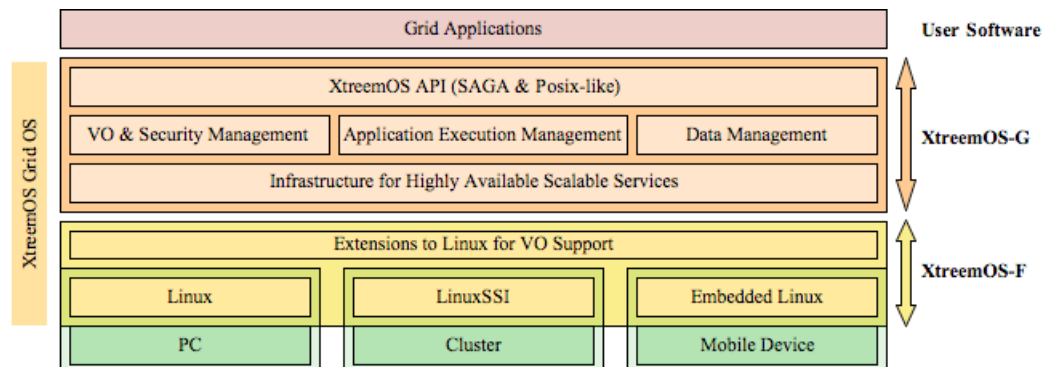 Grid Applications
User Software
XtreemOS Grid OS
XtreemOS API (SAGA & Posix-like)
VO & Security Management
Application Execution Management
Data Management
XtreemOS-G
Infrastructure for Highly Available Scalable Services
Extensions to Linux for VO Support
XtreemOS-F
Linux
LinuxSSI
Embedded Linux
PC
Cluster
Mobile Device